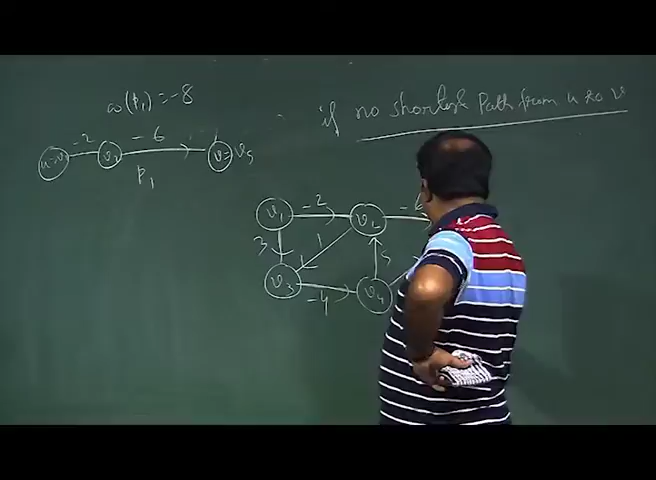 ω(p₁) = -8
if no shortest path from u to v
-2
-6
v₂
v₅
p₁
v₁
-2
v₂
3
1
5
v₃
-4
v₄